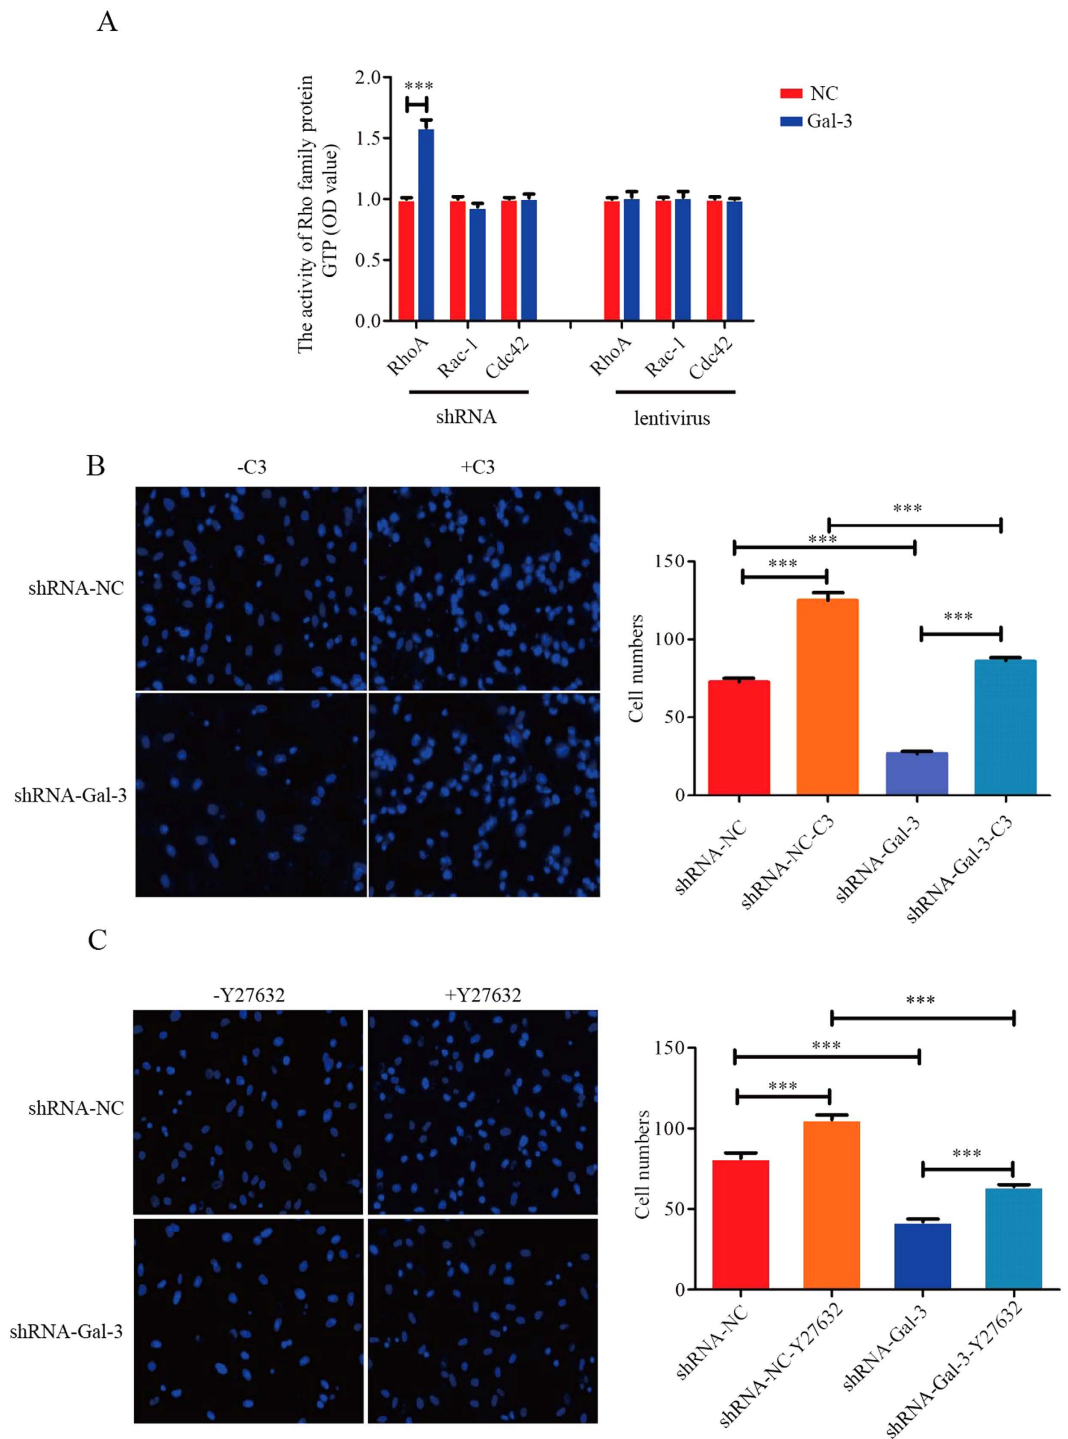 A
The activity of Rho family protein
GTP (OD value)
2.0
1.5
1.0
0.5
0.0
***
NC
Gal-3
RhoA
Rac-1
Cdc42
RhoA
Rac-1
Cdc42
shRNA
lentivirus
B
-C3
+C3
shRNA-NC
shRNA-Gal-3
Cell numbers
150
100
50
0
***
***
***
***
shRNA-NC
shRNA-NC-C3
shRNA-Gal-3
shRNA-Gal-3-C3
C
-Y27632
+Y27632
shRNA-NC
shRNA-Gal-3
Cell numbers
150
100
50
0
***
***
***
***
shRNA-NC
shRNA-NC-Y27632
shRNA-Gal-3
shRNA-Gal-3-Y27632